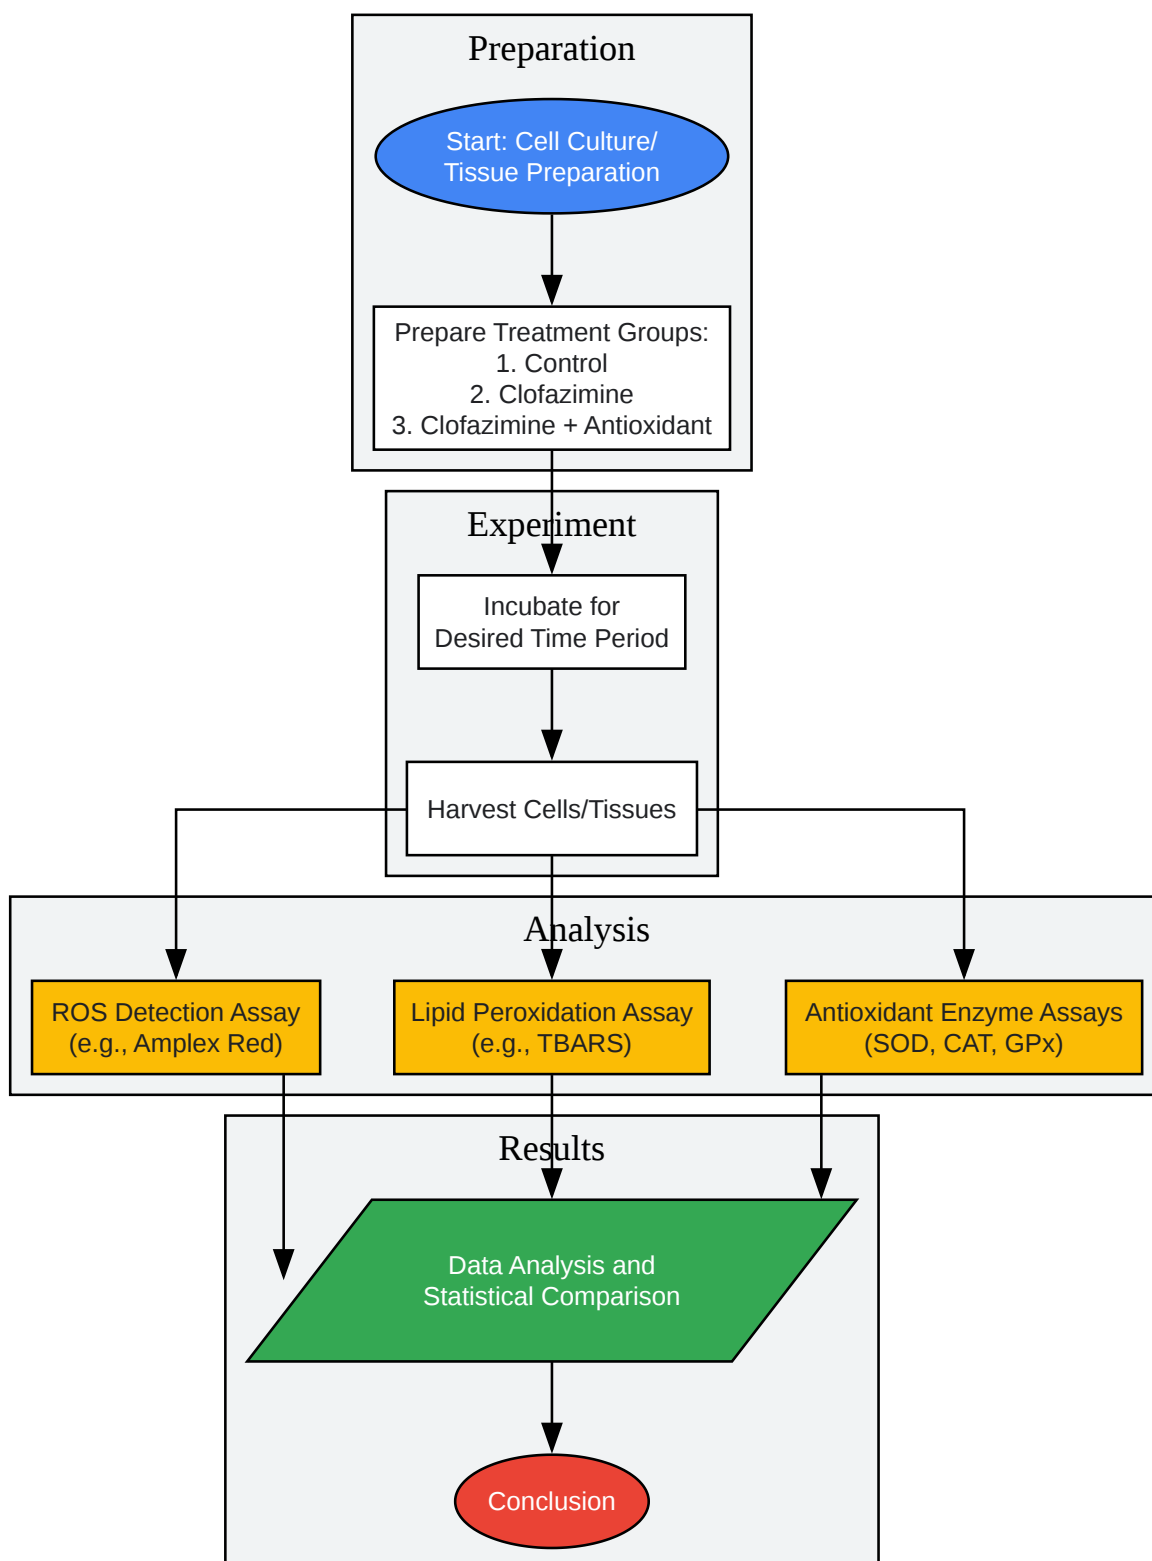 Preparation
Start: Cell Culture/
Tissue Preparation
Prepare Treatment Groups:
1. Control
2. Clofazimine
3. Clofazimine + Antioxidant
Experiment
Incubate for
Desired Time Period
Harvest Cells/Tissues
Analysis
ROS Detection Assay
(e.g., Amplex Red)
Lipid Peroxidation Assay
(e.g., TBARS)
Antioxidant Enzyme Assays
(SOD, CAT, GPx)
Results
Data Analysis and
Statistical Comparison
Conclusion